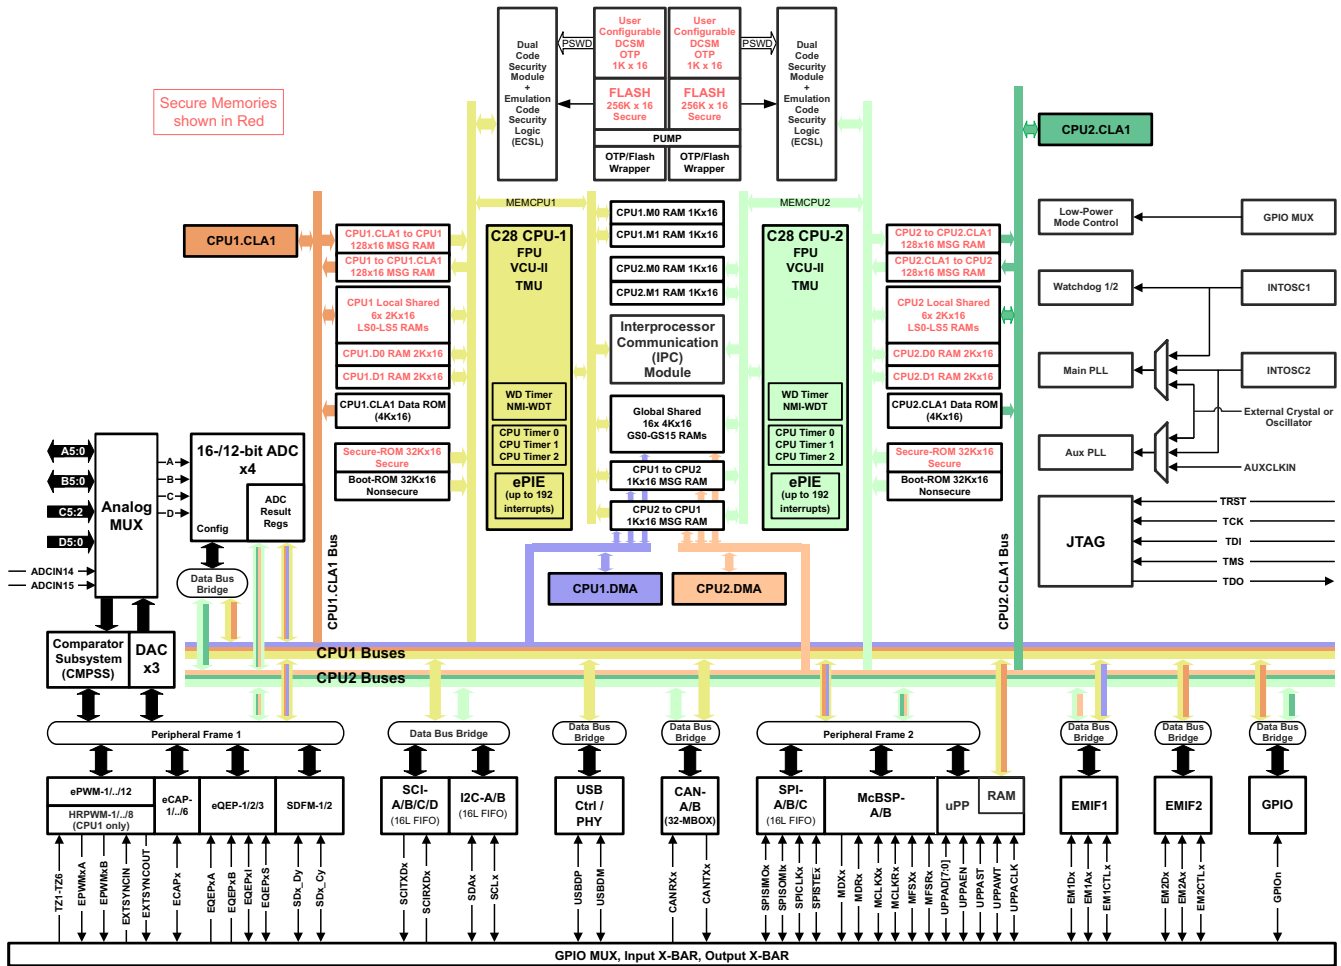 Secure Memories
shown in Red
Dual
Code
Security
Module
+
Emulation
Code
Security
Logic
(ECSL)
PSWD
User
Configurable
DCSM
OTP
1K x 16
User
Configurable
DCSM
OTP
1K x 16
PSWD
Dual
Code
Security
Module
+
Emulation
Code
Security
Logic
(ECSL)
FLASH
256K x 16
Secure
FLASH
256K x 16
Secure
PUMP
OTP/Flash
Wrapper
OTP/Flash
Wrapper
CPU2.CLA1
MEMCPU1
MEMCPU2
CPU1.CLA1
CPU1.CLA1 to CPU1
128x16 MSG RAM
CPU1 to CPU1.CLA1
128x16 MSG RAM
CPU1 Local Shared
6x 2Kx16
LS0-LS5 RAMs
CPU1.D0 RAM 2Kx16
CPU1.D1 RAM 2Kx16
CPU1.CLA1 Data ROM
(4Kx16)
Secure-ROM 32Kx16
Secure
Boot-ROM 32Kx16
Nonsecure
C28 CPU-1
FPU
VCU-II
TMU
WD Timer
NMI-WDT
CPU Timer 0
CPU Timer 1
CPU Timer 2
ePIE
(up to 192
interrupts)
CPU1.M0 RAM 1Kx16
CPU1.M1 RAM 1Kx16
CPU2.M0 RAM 1Kx16
CPU2.M1 RAM 1Kx16
Interprocessor
Communication
(IPC)
Module
Global Shared
16x 4Kx16
GS0-GS15 RAMs
CPU1 to CPU2
1Kx16 MSG RAM
CPU2 to CPU1
1Kx16 MSG RAM
C28 CPU-2
FPU
VCU-II
TMU
WD Timer
NMI-WDT
CPU Timer 0
CPU Timer 1
CPU Timer 2
ePIE
(up to 192
interrupts)
CPU2 to CPU2.CLA1
128x16 MSG RAM
CPU2.CLA1 to CPU2
128x16 MSG RAM
CPU2 Local Shared
6x 2Kx16
LS0-LS5 RAMs
CPU2.D0 RAM 2Kx16
CPU2.D1 RAM 2Kx16
CPU2.CLA1 Data ROM
(4Kx16)
Secure-ROM 32Kx16
Secure
Boot-ROM 32Kx16
Nonsecure
Low-Power
Mode Control
GPIO MUX
Watchdog 1/2
INTOSC1
Main PLL
INTOSC2
External Crystal or
Oscillator
Aux PLL
AUXCLKIN
JTAG
TRST
TCK
TDI
TMS
TDO
A5:0
B5:0
C5:2
D5:0
ADCIN14
ADCIN15
Analog
MUX
A
B
C
D
16-/12-bit ADC
x4
ADC
Result
Regs
Config
Data Bus
Bridge
CPU1.CLA1 Bus
CPU2.CLA1 Bus
CPU1.DMA
CPU2.DMA
Comparator
Subsystem
(CMPSS)
DAC
x3
CPU1 Buses
CPU2 Buses
Peripheral Frame 1
Data Bus Bridge
Data Bus
Bridge
Data Bus
Bridge
Peripheral Frame 2
Data Bus
Bridge
Data Bus
Bridge
Data Bus
Bridge
ePWM-1/../12
HRPWM-1/../8
(CPU1 only)
eCAP-
1/../6
eQEP-1/2/3
SDFM-1/2
SCI-
A/B/C/D
(16L FIFO)
I2C-A/B
(16L FIFO)
USB
Ctrl /
PHY
CAN-
A/B
(32-MBOX)
SPI-
A/B/C
(16L FIFO)
McBSP-
A/B
uPP
RAM
EMIF1
EMIF2
GPIO
TZ1-TZ6
EPWMxA
EPWMxB
EXTSYNCIN
EXTSYNCOUT
ECAPx
EQEPxA
EQEPxB
EQEPxI
EQEPxS
SDx_Dy
SDx_Cy
SCITXDx
SCIRXDx
SDAx
SCLx
USBDP
USBDM
CANRXx
CANTXx
SPISIMOx
SPISOMIx
SPICLKx
SPISTEx
MDXx
MDRx
MCLKXx
MCLKRx
MFSXx
MFSRx
UPPAD[7:0]
UPPAEN
UPPAST
UPPAWT
UPPACLK
EM1Dx
EM1Ax
EM1CTLx
EM2Dx
EM2Ax
EM2CTLx
GPIOn
GPIO MUX, Input X-BAR, Output X-BAR